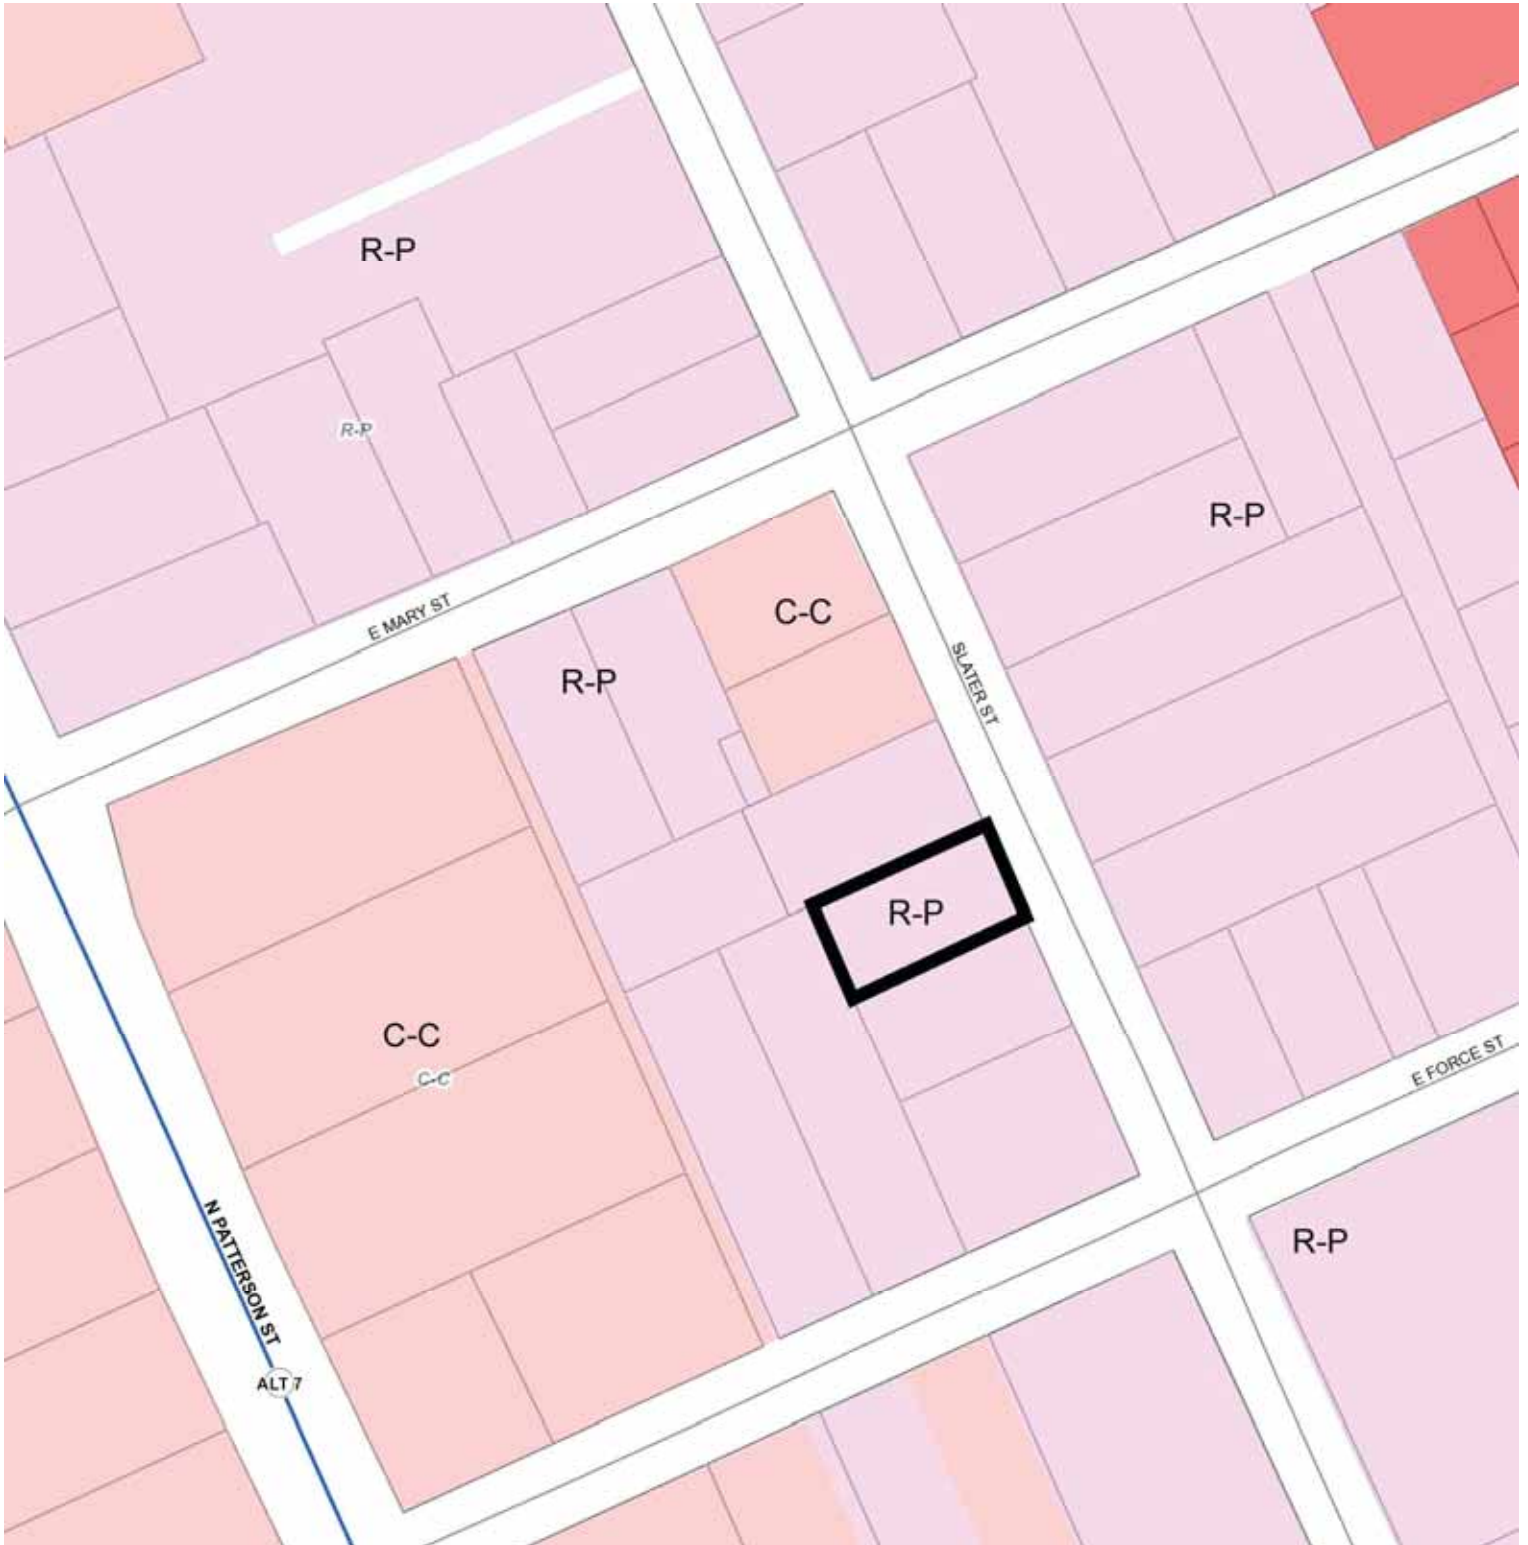 R-P
R-P
R-P
E MARY ST
C-C
R-P
SLATER ST
R-P
C-C
C-C
E FORCE ST
N PATTERSON ST
R-P
ALT 7